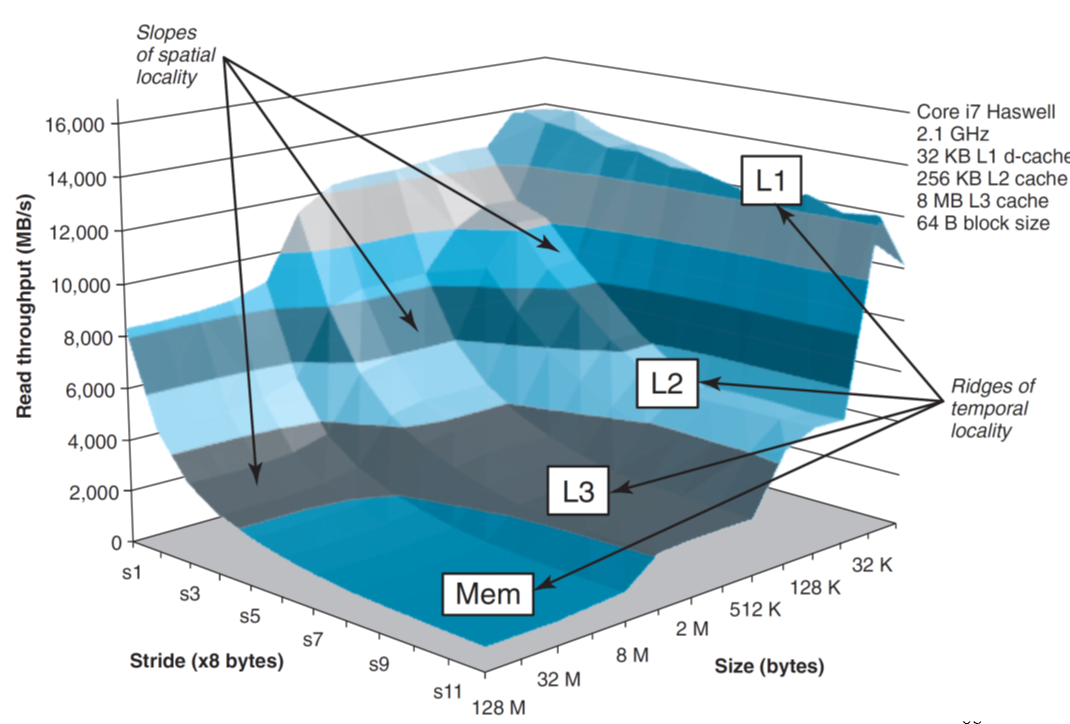 Slopes
of spatial
locality
16,000
14,000
12,000
10,000
8,000
6,000
4,000
2,000
0
Read throughput (MB/s)
Core i7 Haswell
2.1 GHz
32 KB L1 d-cache
256 KB L2 cache
8 MB L3 cache
64 B block size
L1
L2
L3
Mem
Ridges of
temporal
locality
s1
s3
s5
s7
s9
s11
Stride (x8 bytes)
128 M
32 M
8 M
2 M
512 K
128 K
32 K
Size (bytes)